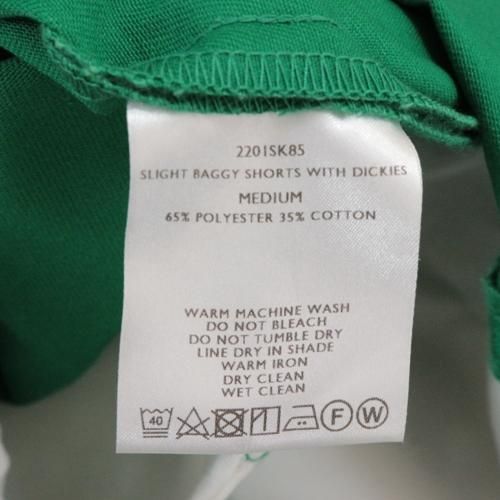 2201SK85
SLIGHT BAGGY SHORTS WITH DICKIES
MEDIUM
65% POLYESTER 35% COTTON
WARM MACHINE WASH
DO NOT BLEACH
DO NOT TUMBLE DRY
LINE DRY IN SHADE
WARM IRON
DRY CLEAN
WET CLEAN
40 F W